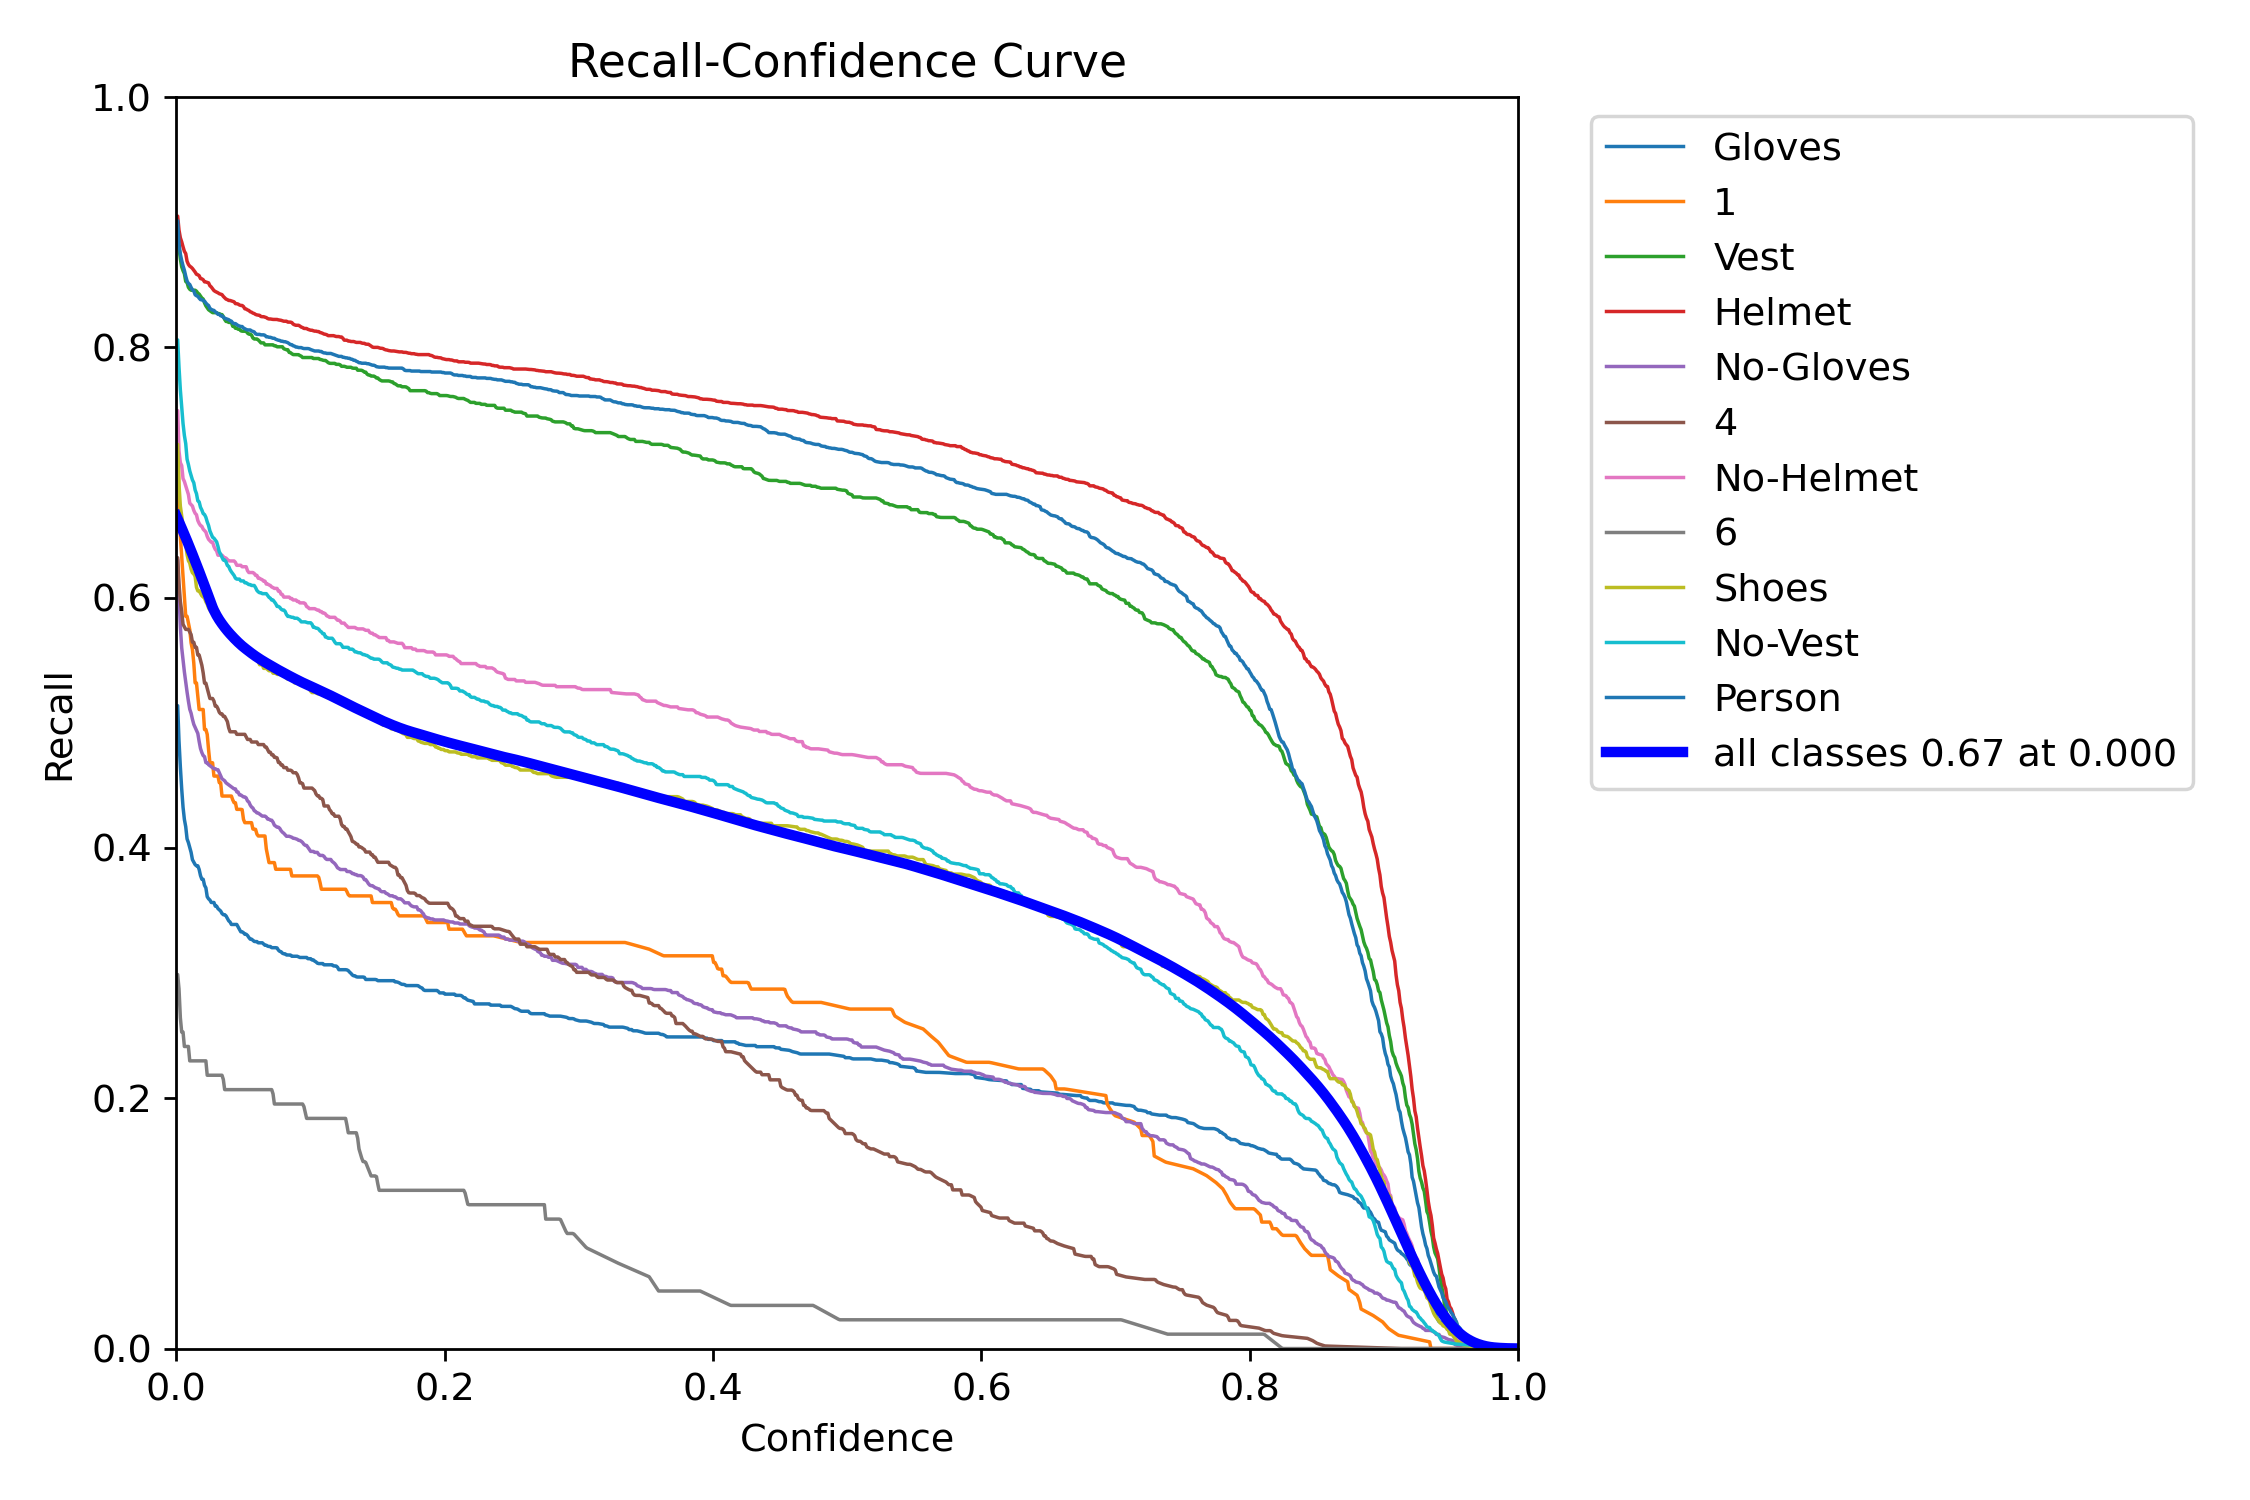 Recall-Confidence Curve
Recall
1.0
0.8
0.6
0.4
0.2
0.0
0.0 0.2 0.4 0.6 0.8 1.0
Confidence
Gloves
1
Vest
Helmet
No-Gloves
4
No-Helmet
6
Shoes
No-Vest
Person
all classes 0.67 at 0.000